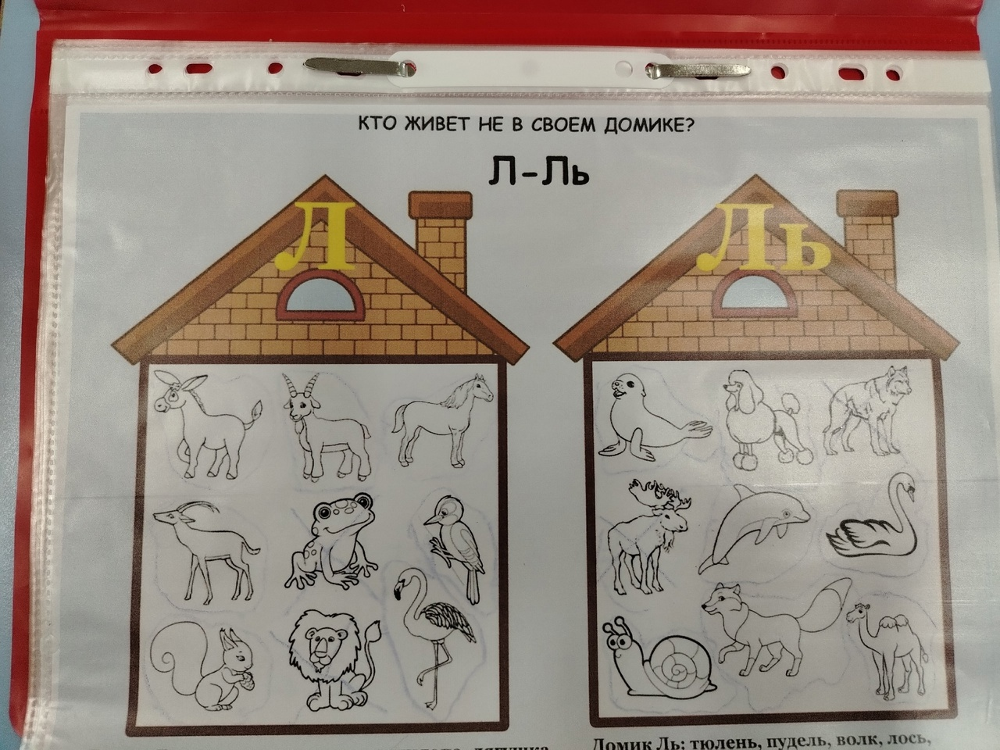 КТО ЖИВЕТ НЕ В СВОЕМ ДОМИКЕ?
Л-Ль
Л
Ль
Домик Ль: тюлень, пудель, волк, лось,